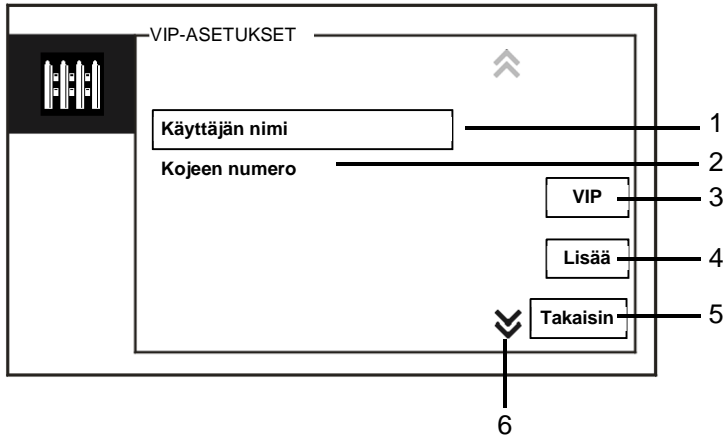 VIP-ASETUKSET
Käyttäjän nimi
1
Kojeen numero
2
VIP
3
Lisää
4
Takaisin
5
6